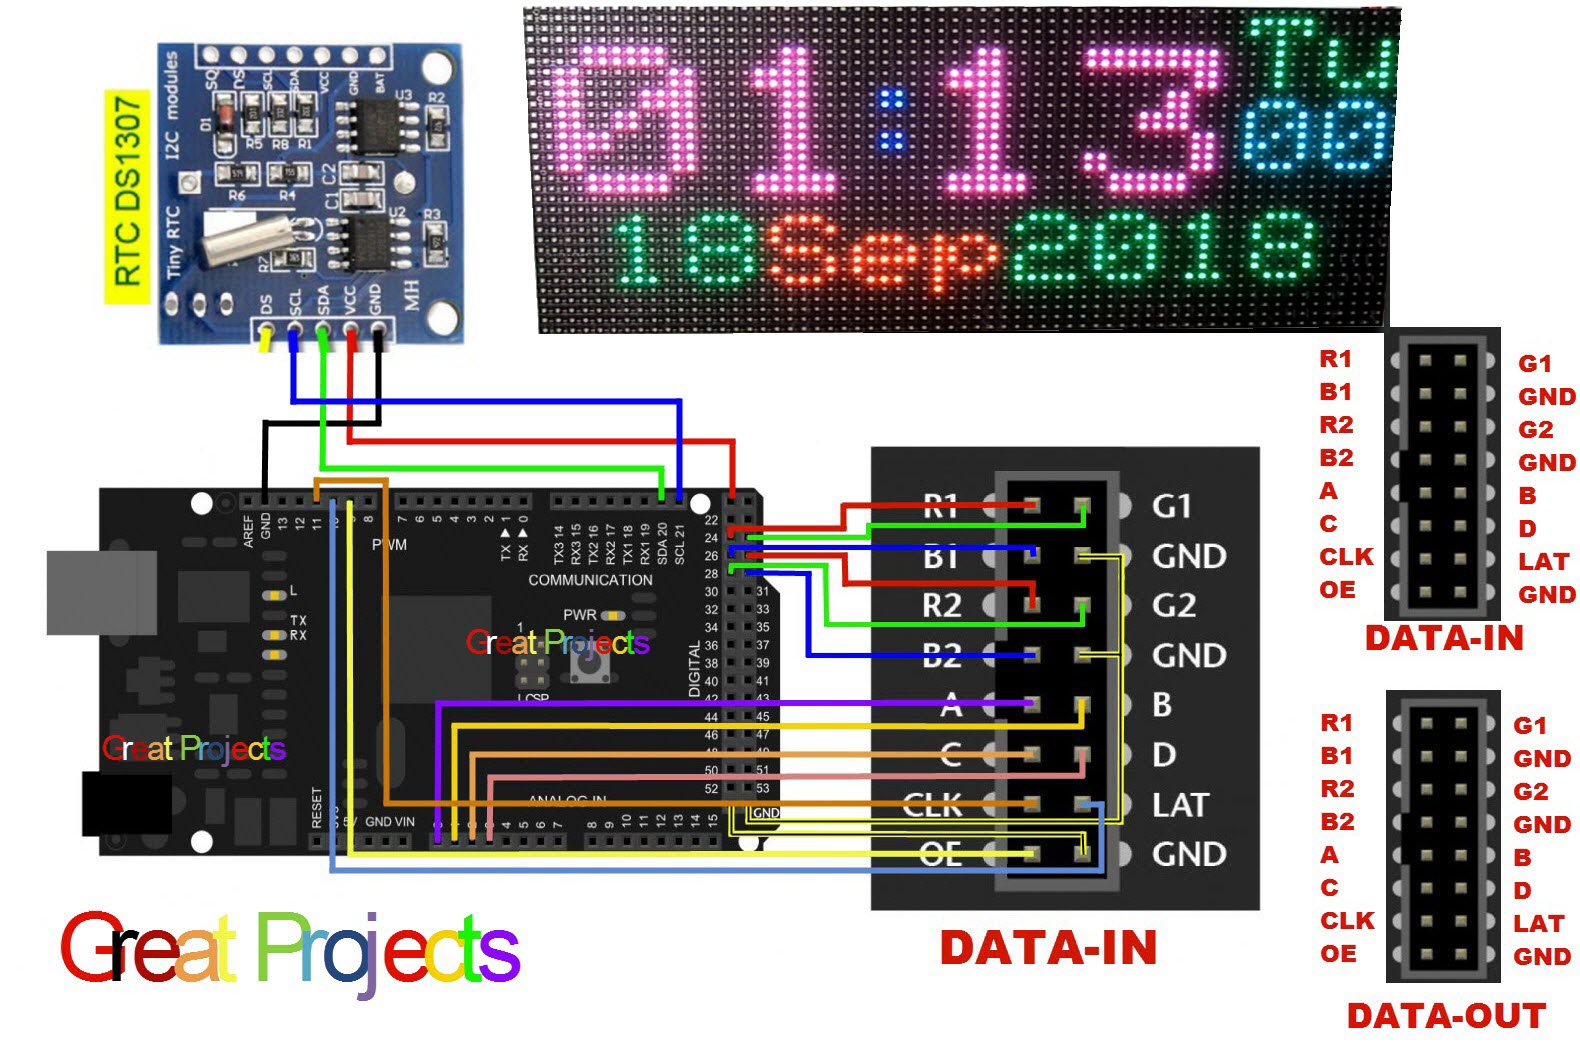 RTC DS1307
Tiny RTC I2C modules
SQ
SCL
SDA
VCC
GND
BAT
D1
R5
R8
R1
U3
R2
R6
R4
C2
C1
U2
R3
R7
MH
DS
SCL
SDA
VCC
GND
01:13
Tu
00
18Sep2018
R1 G1
B1 GND
R2 G2
B2 GND
A B
C D
CLK LAT
OE GND
DATA-IN
AREF
GND
13
12
11
10
9
8
7
6
5
4
3
2
TX 1
RX 0
TX3 14
RX3 15
TX2 16
RX2 17
TX1 18
RX1 19
SDA 20
SCL 21
PWM
COMMUNICATION
L
TX
RX
PWR
1
ICSP
Great Projects
Great Projects
DIGITAL
22
24
26
28
30 31
32 33
34 35
36 37
38 39
40 41
42 43
44 45
46 47
48 49
50 51
52 53
GND
RESET
5V
GND VIN
ANALOG IN
4
5
6
7
8
9
10
11
12
13
14
15
R1 G1
B1 GND
R2 G2
B2 GND
A B
C D
CLK LAT
OE GND
DATA-IN
R1 G1
B1 GND
R2 G2
B2 GND
A B
C D
CLK LAT
OE GND
DATA-OUT
Great Projects